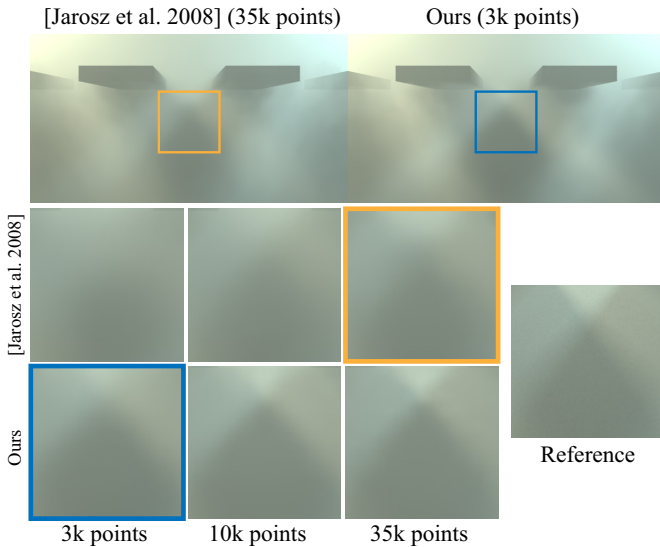 [Jarosz et al. 2008] (35k points)
Ours (3k points)
[Jarosz et al. 2008]
Ours
Reference
3k points
10k points
35k points